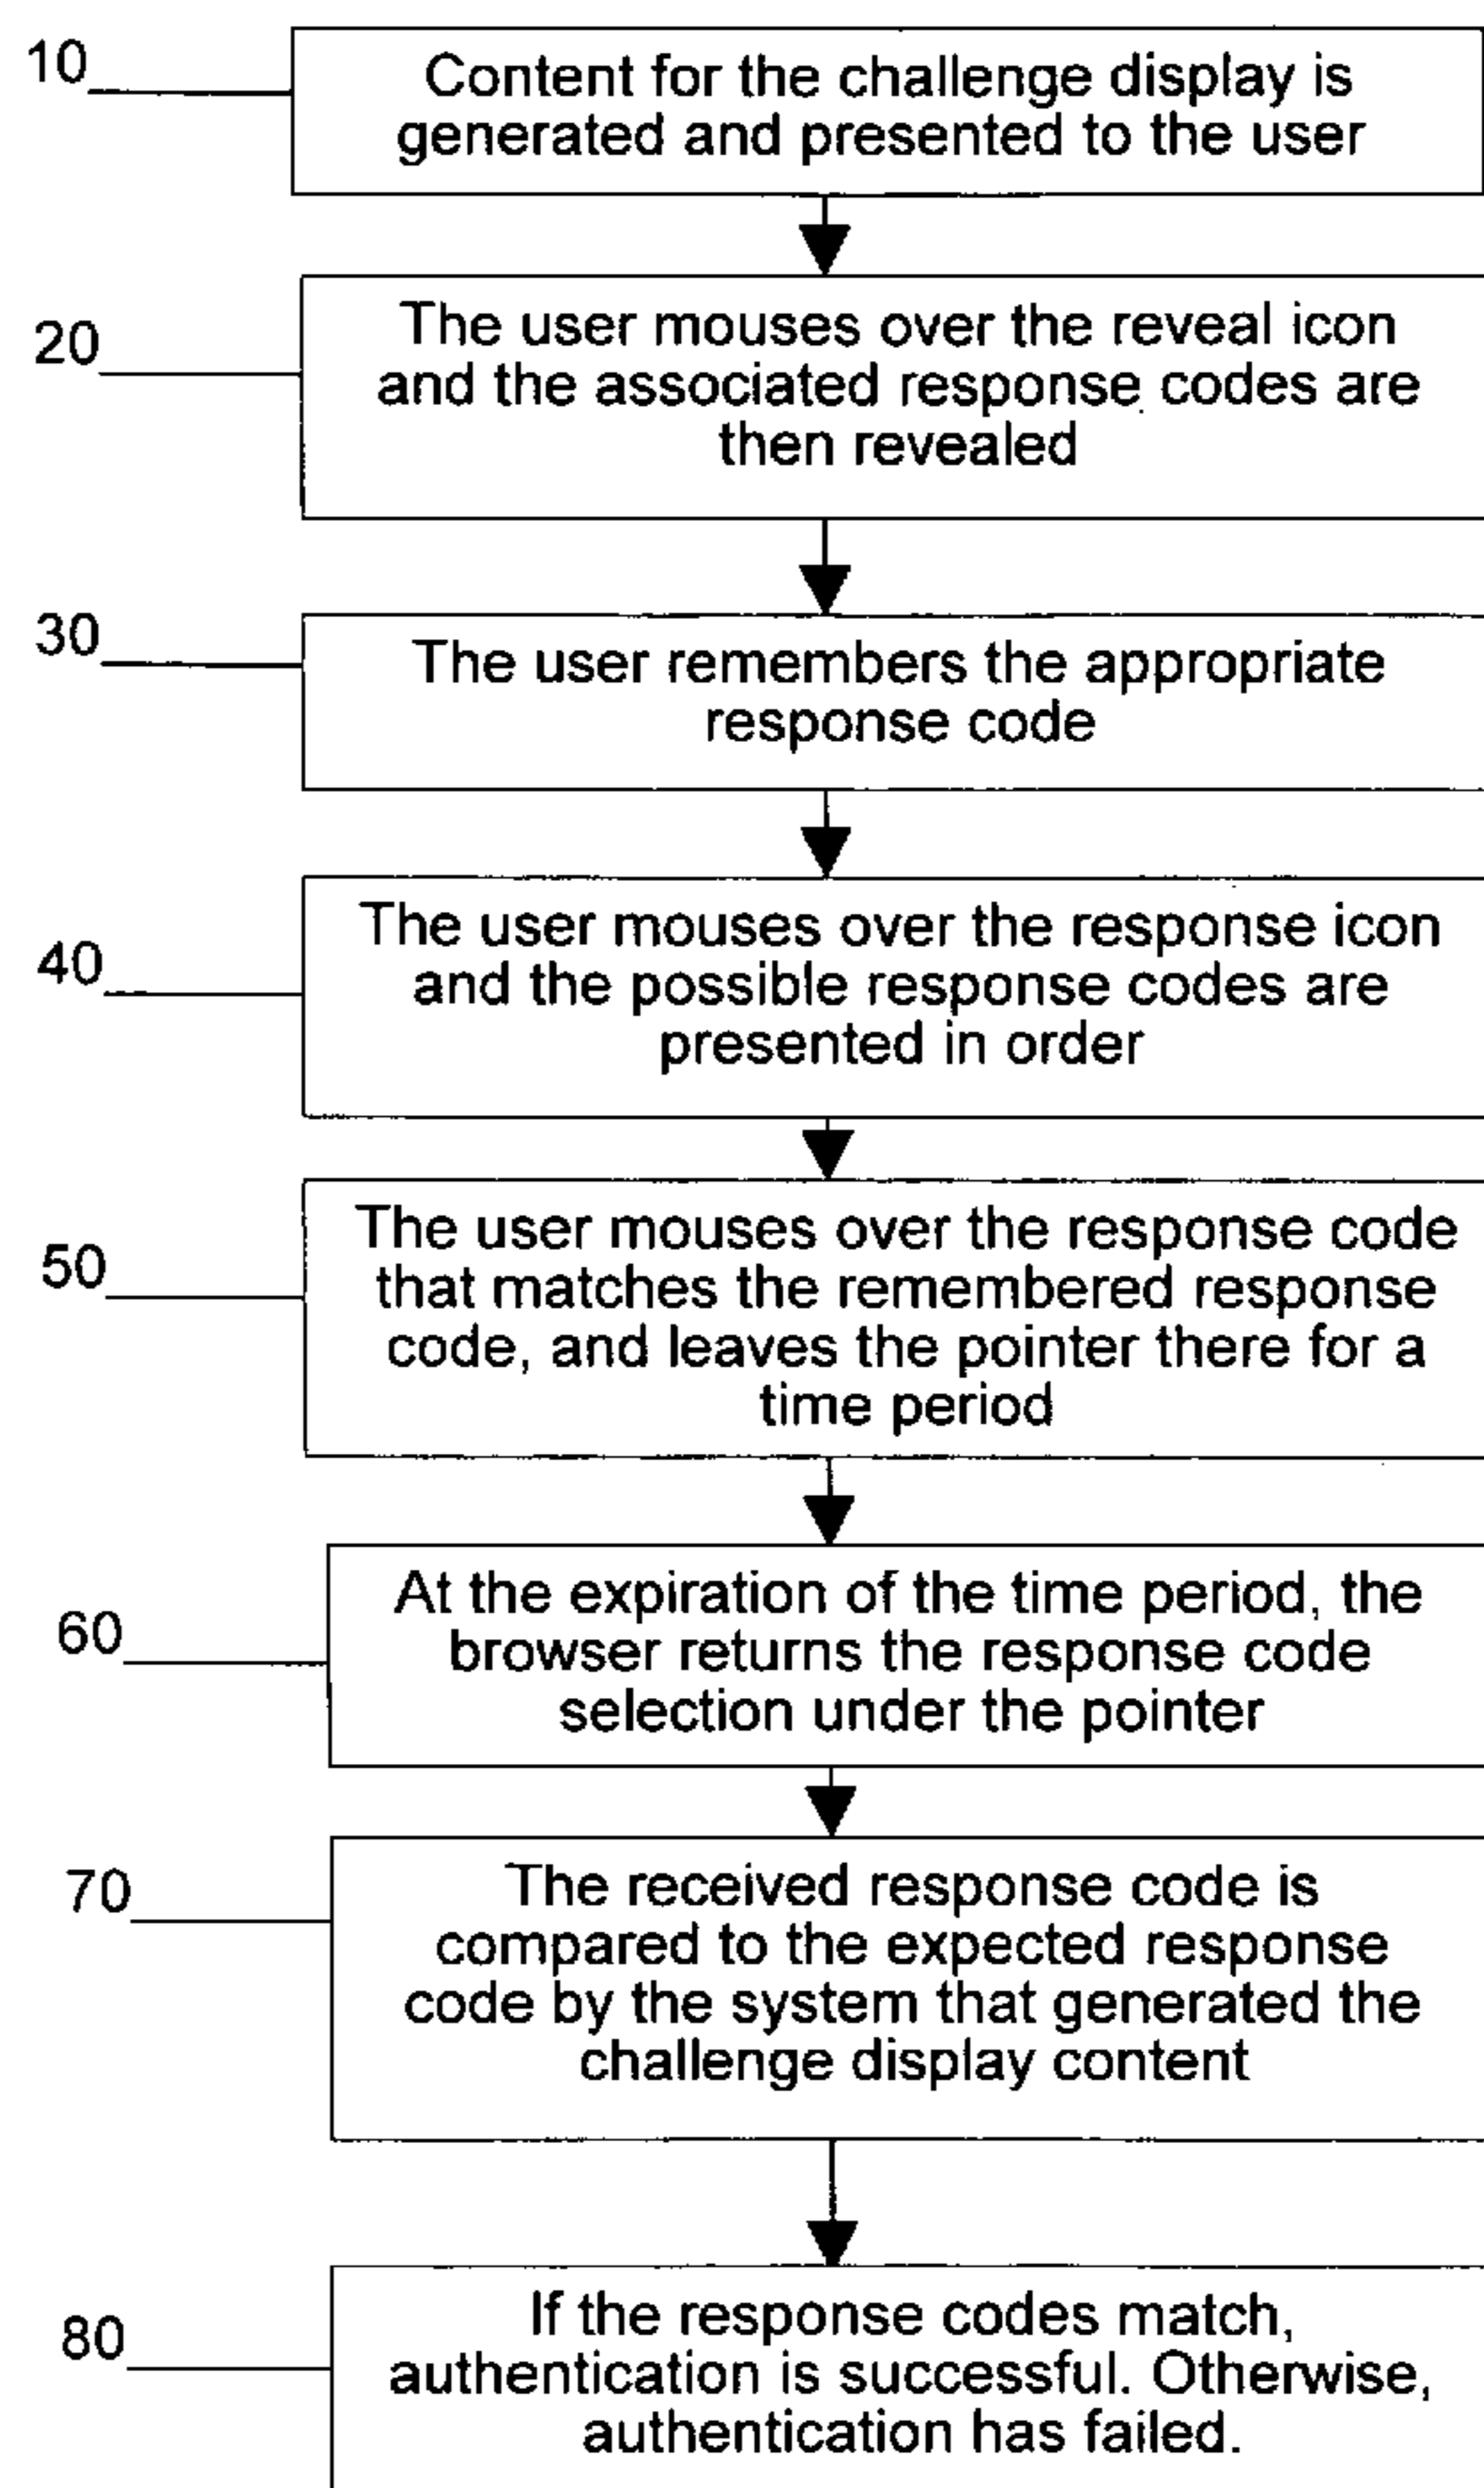 10
Content for the challenge display is
generated and presented to the user
20
The user mouses over the reveal icon
and the associated response codes are
then revealed
30
The user remembers the appropriate
response code
40
The user mouses over the response icon
and the possible response codes are
presented in order
50
The user mouses over the response code
that matches the remembered response
code, and leaves the pointer there for a
time period
60
At the expiration of the time period, the
browser returns the response code
selection under the pointer
70
The received response code is
compared to the expected response
code by the system that generated the
challenge display content
80
If the response codes match,
authentication is successful. Otherwise,
authentication has failed.